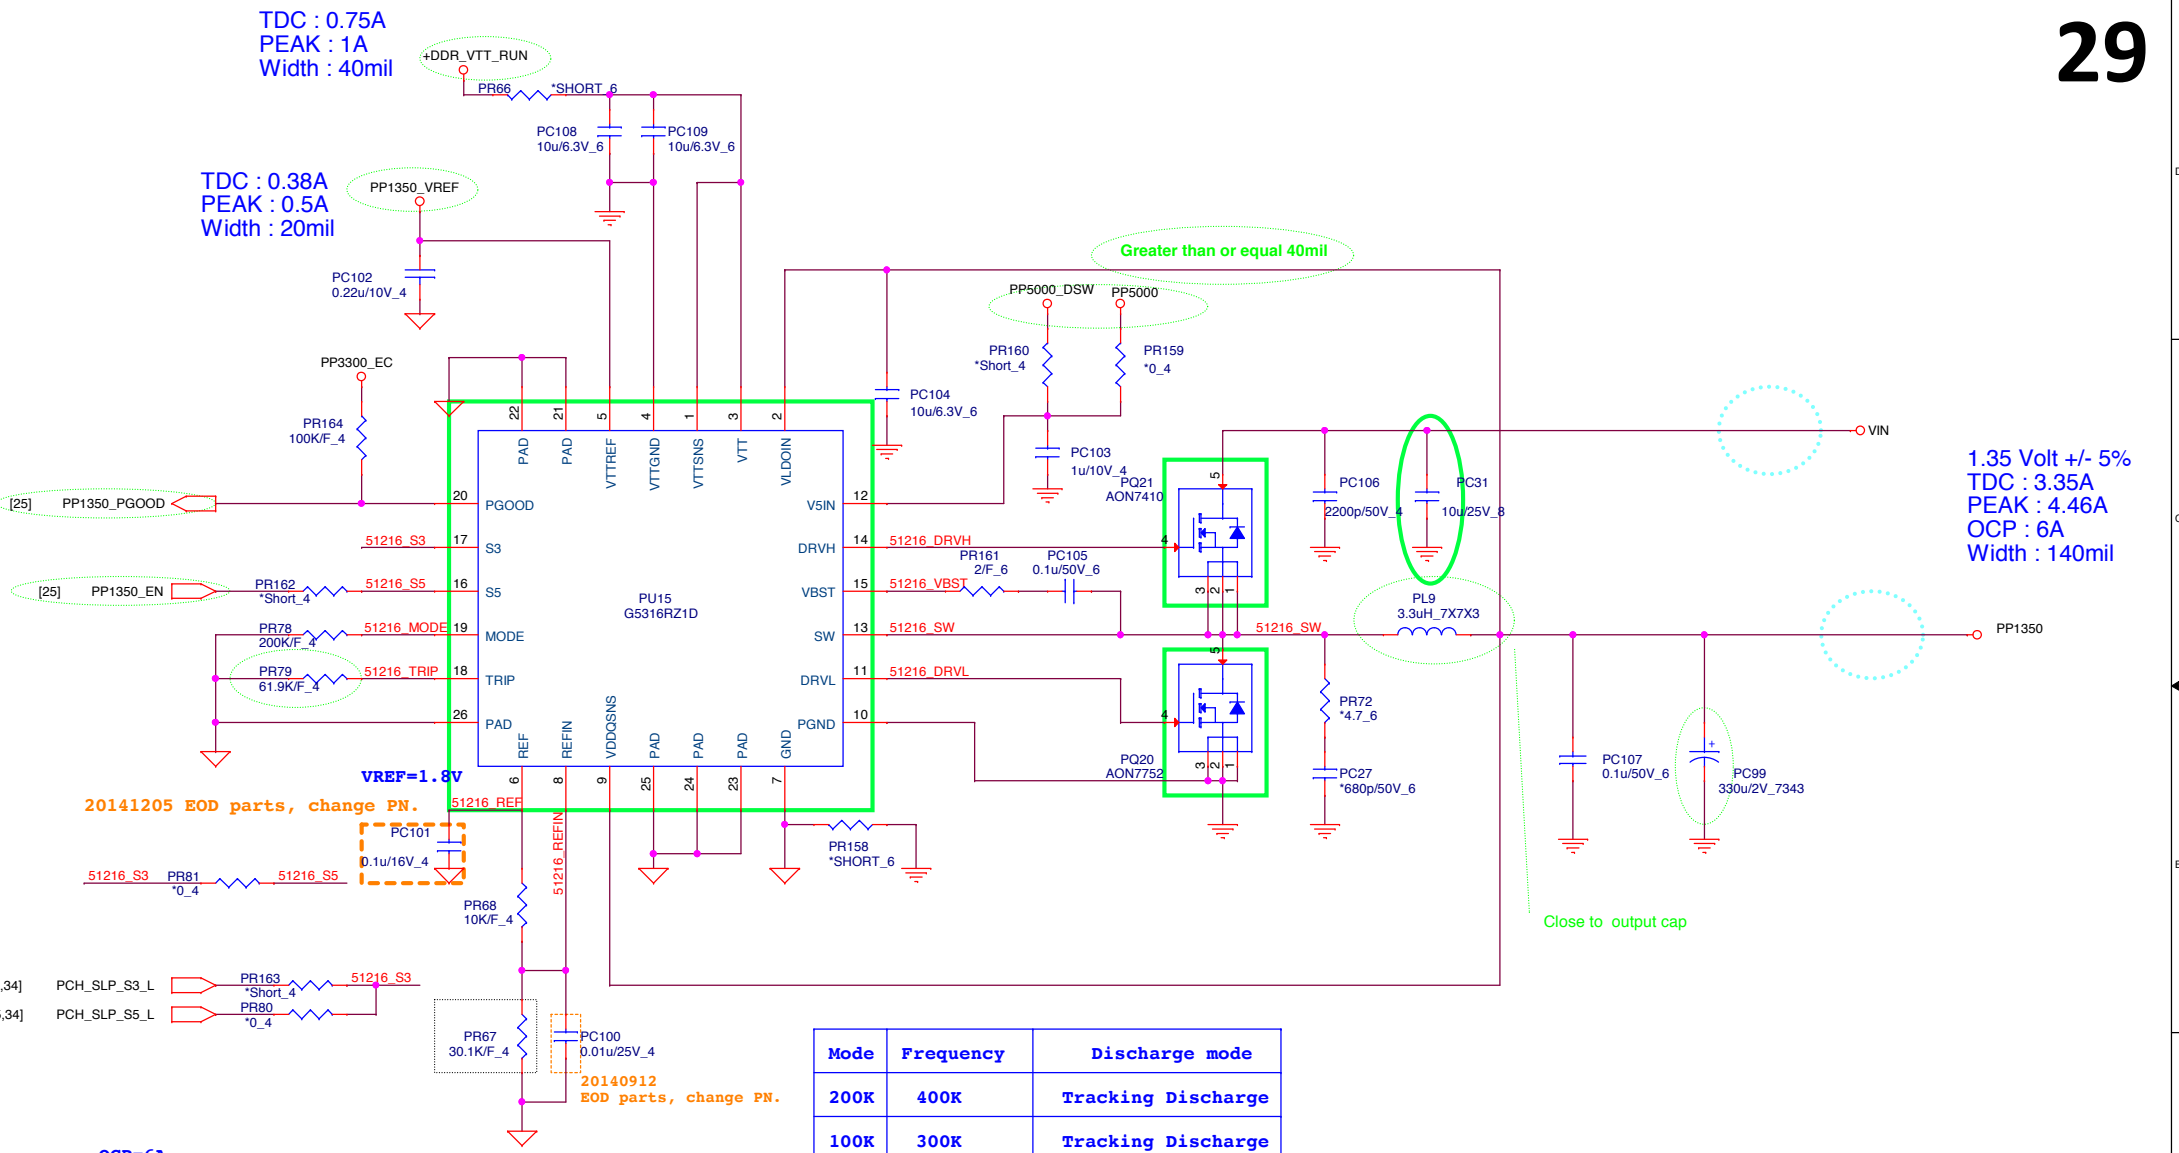 29
TDC : 0.75A
PEAK : 1A
Width : 40mil
+DDR_VTT_RUN
PR66
*SHORT_6
PC108
10u/6.3V_6
PC109
10u/6.3V_6
TDC : 0.38A
PEAK : 0.5A
Width : 20mil
PP1350_VREF
PC102
0.22u/10V_4
Greater than or equal 40mil
PP5000_DSW
PP5000
PR160
*Short_4
PR159
*0_4
PP3300_EC
PR164
100K/F_4
PC104
10u/6.3V_6
PC103
1u/10V_4
22
21
5
4
1
3
2
PAD
PAD
VTTREF
VTTGND
VTTSNS
VTT
VLDOIN
[25]
PP1350_PGOOD
20
PGOOD
V5IN
12
51216_S3
17
S3
DRVH
14
51216_DRVH
[25]
PP1350_EN
PR162
*Short_4
51216_S5
16
S5
VBST
15
51216_VBST
PR161
2/F_6
PC105
0.1u/50V_6
PU15
G5316RZ1D
PR78
200K/F_4
51216_MODE
19
MODE
SW
13
51216_SW
51216_SW
PR79
61.9K/F_4
51216_TRIP
18
TRIP
DRVL
11
51216_DRVL
26
PAD
PGND
10
REF
REFIN
VDDQSNS
PAD
PAD
PAD
GND
6
8
9
25
24
23
7
PQ21
AON7410
5
4
3
2
1
PC106
2200p/50V_4
PC31
10u/25V_8
VIN
1.35 Volt +/- 5%
TDC : 3.35A
PEAK : 4.46A
OCP : 6A
Width : 140mil
PL9
3.3uH_7X7X3
PP1350
PQ20
AON7752
5
4
3
2
1
PR72
*4.7_6
PC27
*680p/50V_6
PC107
0.1u/50V_6
+
PC99
330u/2V_7343
VREF=1.8V
20141205 EOD parts, change PN.
51216_REF
PC101
0.1u/16V_4
51216_REFIN
PR158
*SHORT_6
51216_S3
PR81
*0_4
51216_S5
PR68
10K/F_4
Close to output cap
,34]
PCH_SLP_S3_L
PR163
*Short_4
51216_S3
,34]
PCH_SLP_S5_L
PR80
*0_4
PR67
30.1K/F_4
PC100
0.01u/25V_4
20140912
EOD parts, change PN.
Mode Frequency Discharge mode
200K 400K Tracking Discharge
100K 300K Tracking Discharge